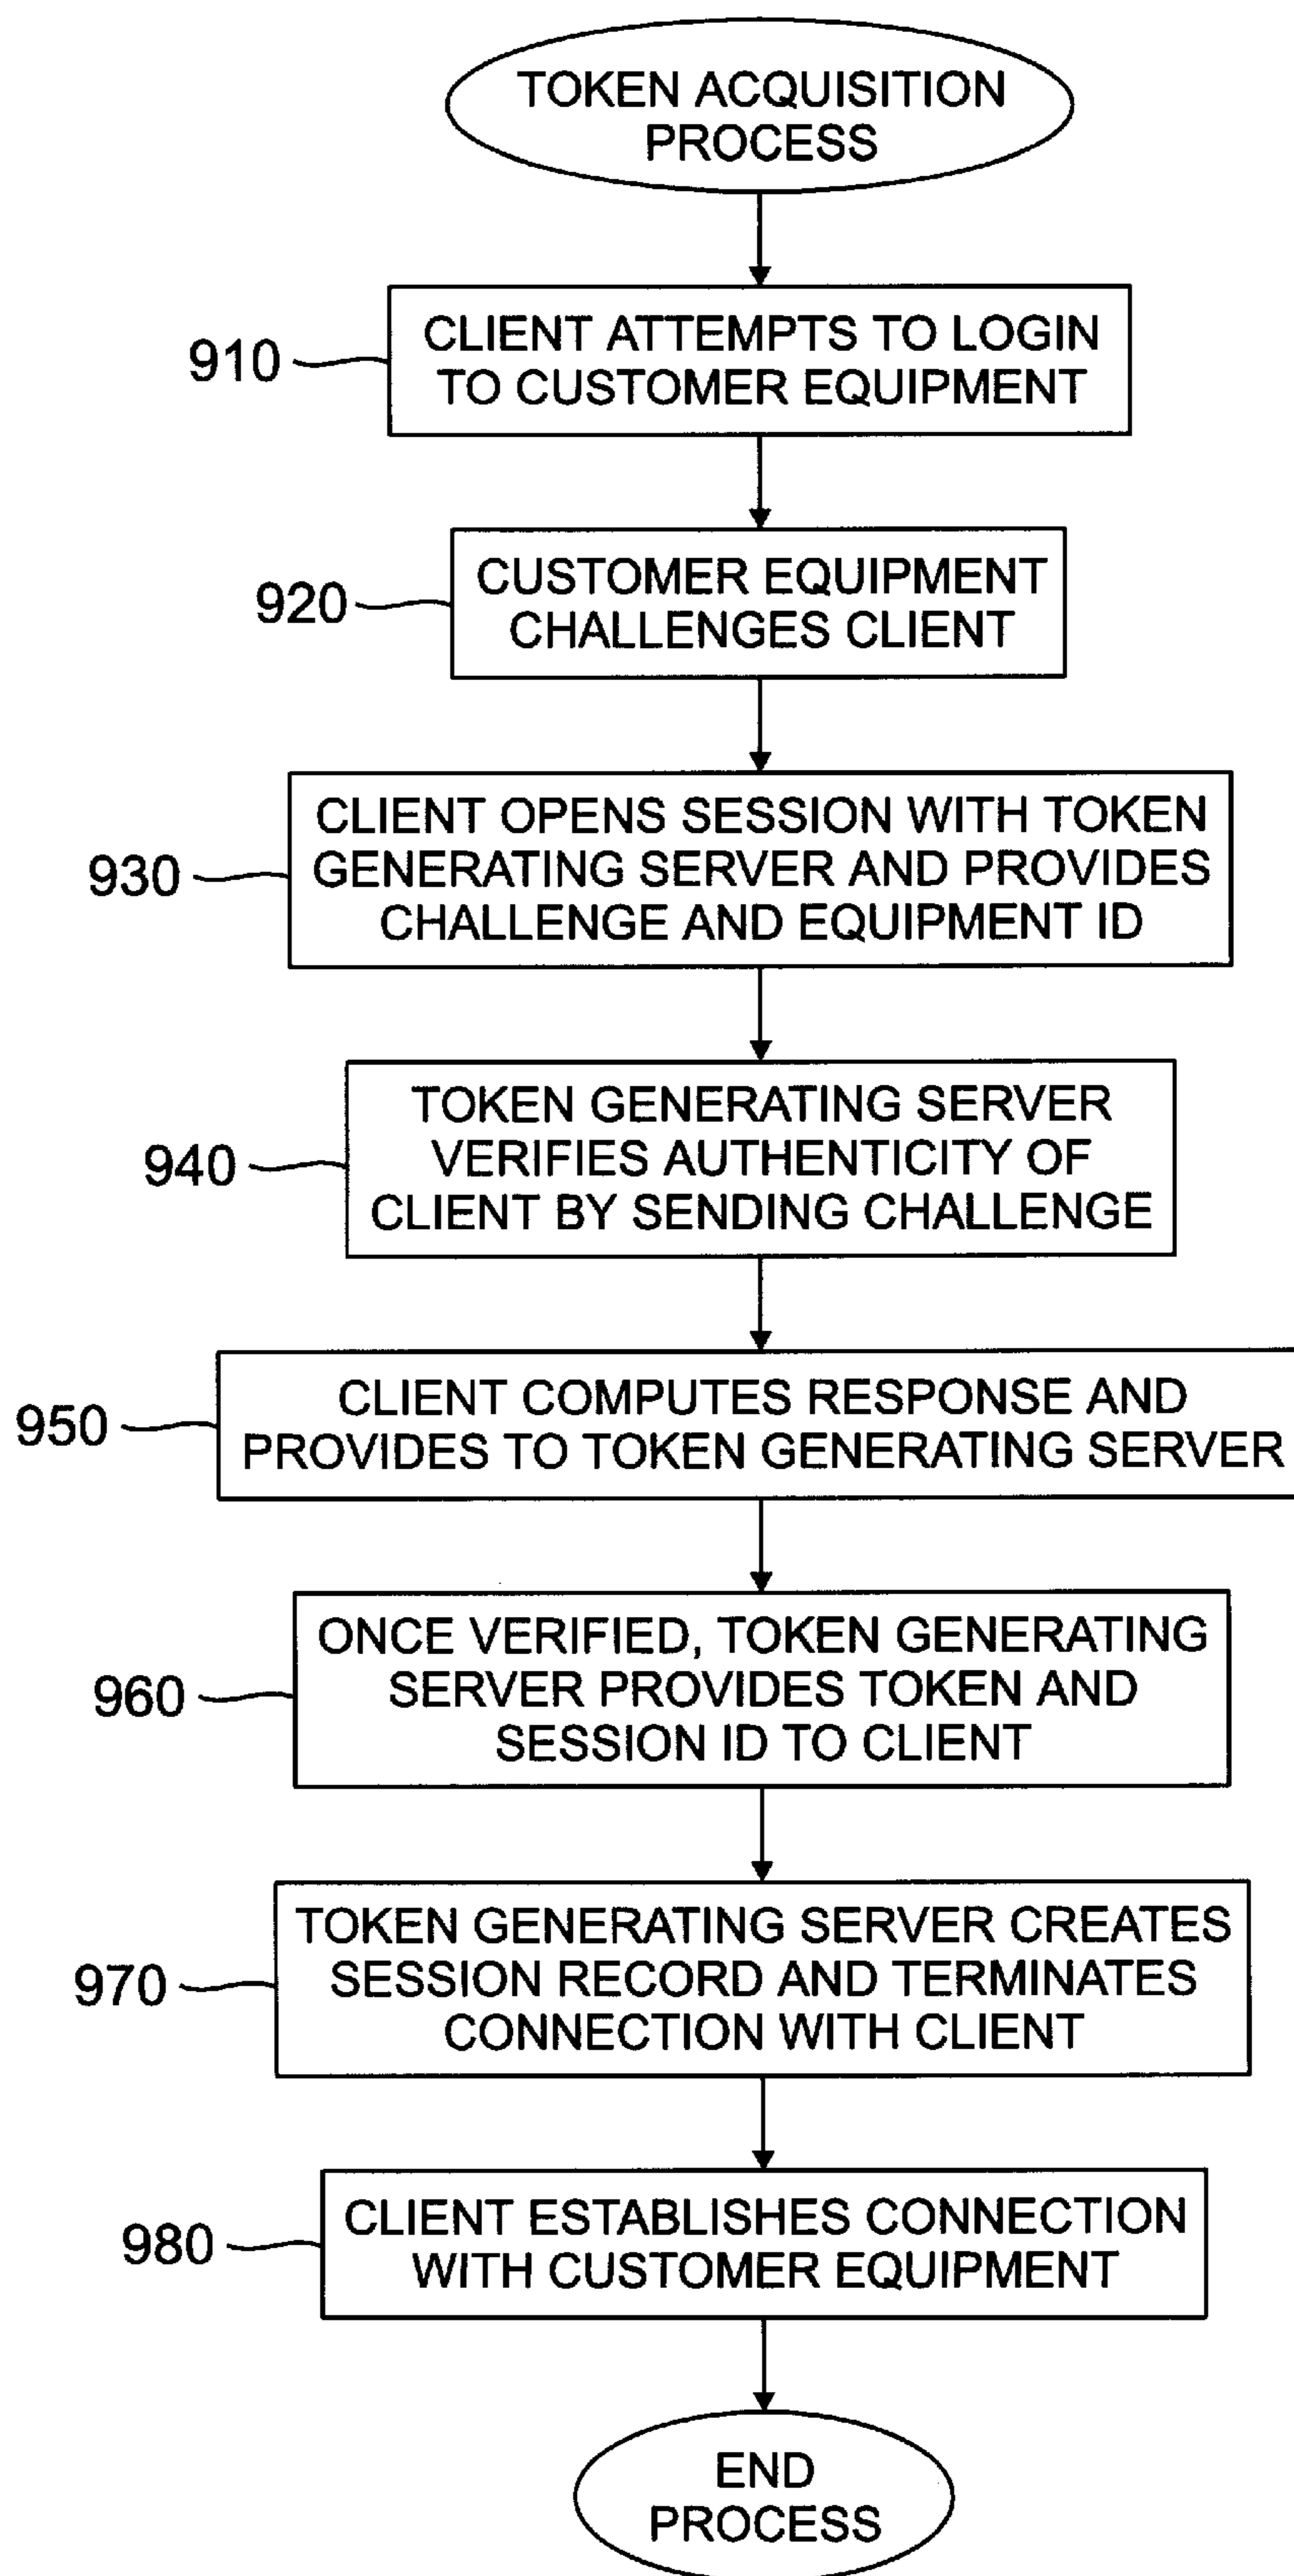 TOKEN ACQUISITION
PROCESS
910
CLIENT ATTEMPTS TO LOGIN
TO CUSTOMER EQUIPMENT
920
CUSTOMER EQUIPMENT
CHALLENGES CLIENT
930
CLIENT OPENS SESSION WITH TOKEN
GENERATING SERVER AND PROVIDES
CHALLENGE AND EQUIPMENT ID
940
TOKEN GENERATING SERVER
VERIFIES AUTHENTICITY OF
CLIENT BY SENDING CHALLENGE
950
CLIENT COMPUTES RESPONSE AND
PROVIDES TO TOKEN GENERATING SERVER
960
ONCE VERIFIED, TOKEN GENERATING
SERVER PROVIDES TOKEN AND
SESSION ID TO CLIENT
970
TOKEN GENERATING SERVER CREATES
SESSION RECORD AND TERMINATES
CONNECTION WITH CLIENT
980
CLIENT ESTABLISHES CONNECTION
WITH CUSTOMER EQUIPMENT
END
PROCESS